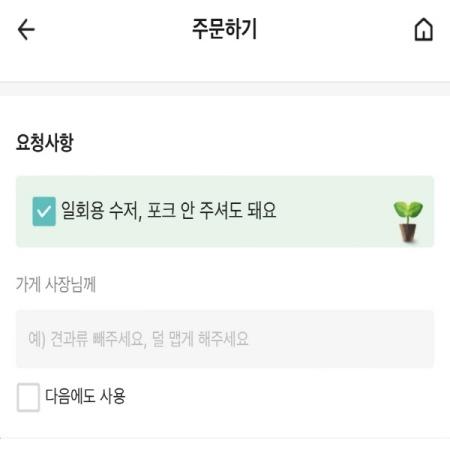 주문하기
요청사항
일회용 수저, 포크 안 주셔도 돼요
가게 사장님께
예) 견과류 빼주세요, 덜 맵게 해주세요
다음에도 사용